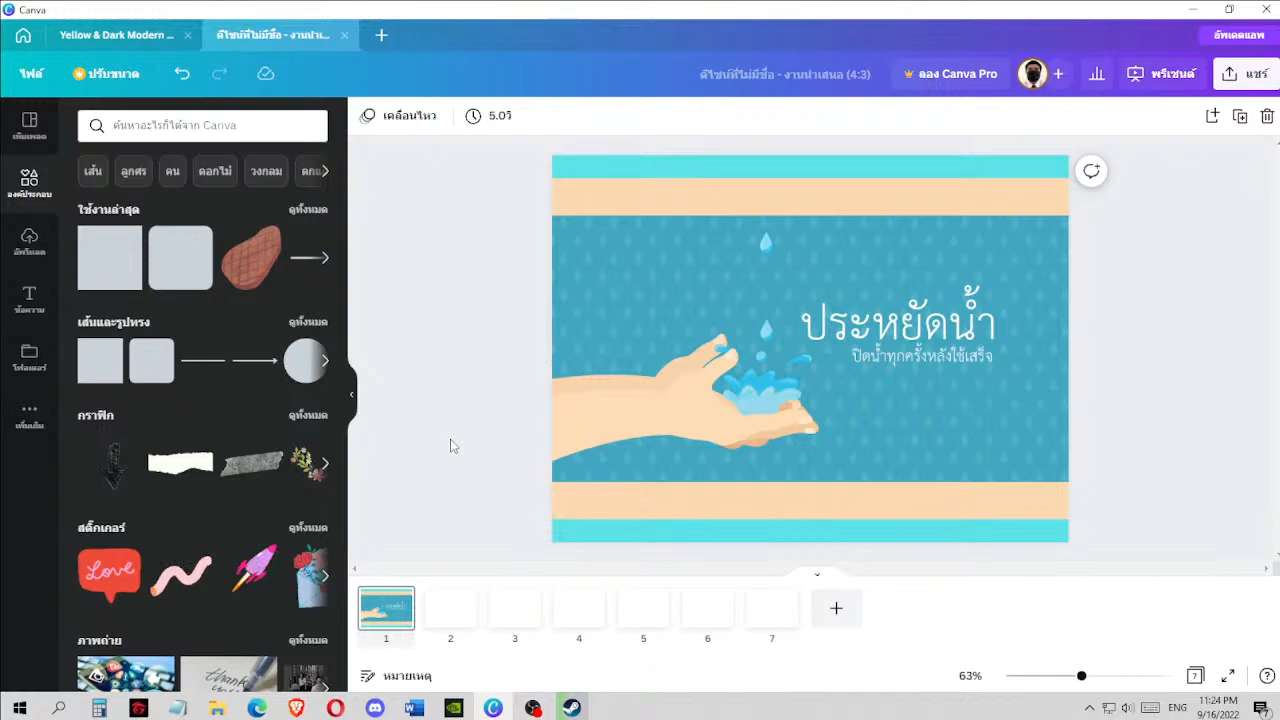 Canva
Yellow & Dark Modern ...
ดีไซน์ที่ไม่มีชื่อ - งานนำเส...
อัพเดตแอพ
ไฟล์
ปรับขนาด
ดีไซน์ที่ไม่มีชื่อ - งานนำเสนอ (4:3)
ลอง Canva Pro
พรีเซนต์
แชร์
ค้นหาอะไรก็ได้จาก Canva
เคลื่อนไหว
5.0วิ
เท็มเพลต
องค์ประกอบ
อัพโหลด
ข้อความ
โฟลเดอร์
เพิ่มเติม
เส้น
ลูกศร
คน
ดอกไม้
วงกลม
ใช้งานล่าสุด
ดูทั้งหมด
เส้นและรูปทรง
ดูทั้งหมด
กราฟิก
ดูทั้งหมด
สติ๊กเกอร์
ดูทั้งหมด
Love
ภาพถ่าย
ดูทั้งหมด
thank
ประหยัดน้ำ
ปิดน้ำทุกครั้งหลังใช้เสร็จ
1
2
3
4
5
6
7
หมายเหตุ
63%
7
ENG
11:24 PM
9/16/2022